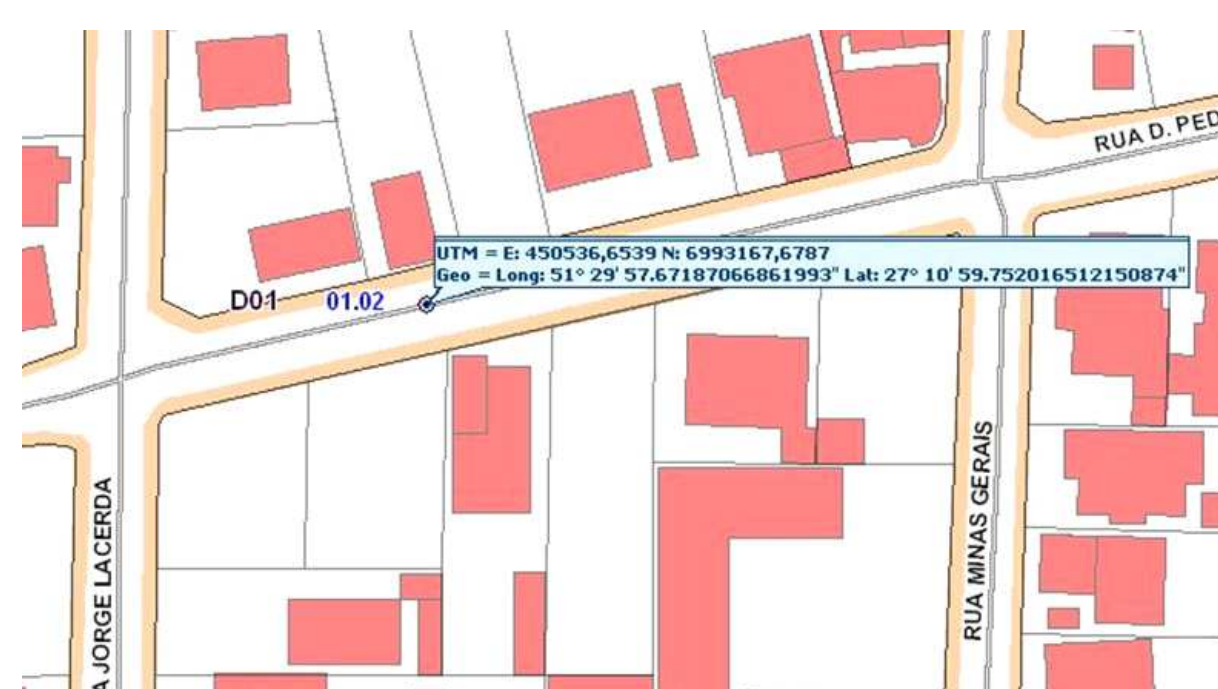 RUA D. PED
UTM = E: 450536,6539 N: 6993167,6787
Geo = Long: 51° 29' 57.67187066861993" Lat: 27° 10' 59.752016512150874"
D01 01.02
RUA MINAS GERAIS
A JORGE LACERDA